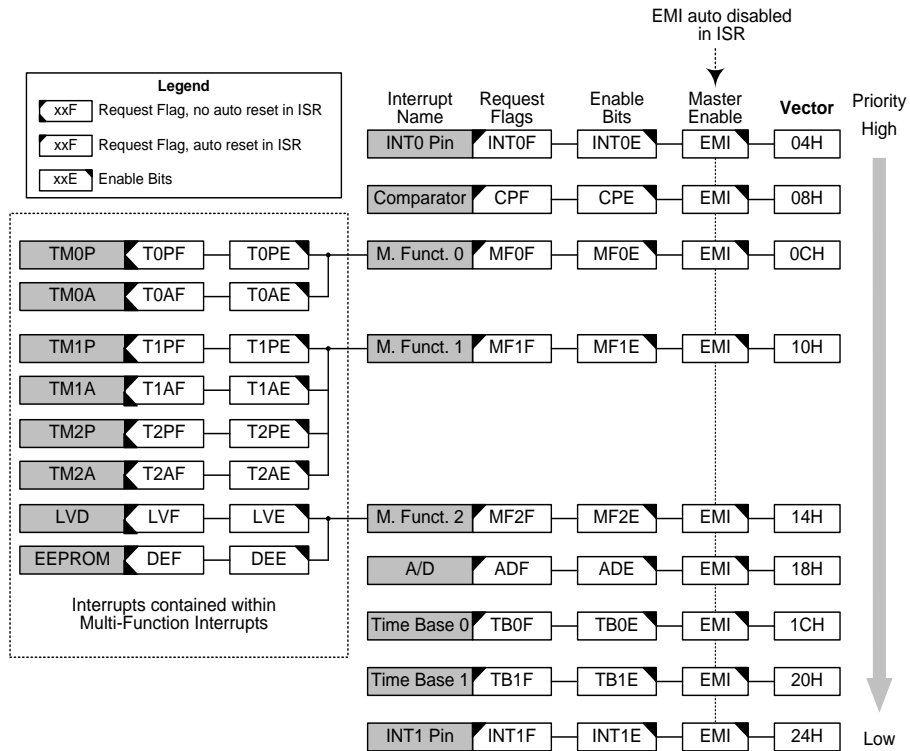 EMI auto disabled
in ISR
Legend
xxF Request Flag, no auto reset in ISR
xxF Request Flag, auto reset in ISR
xxE Enable Bits
Interrupt Name Request Flags Enable Bits Master Enable Vector Priority
High
INT0 Pin INT0F INT0E EMI 04H
Comparator CPF CPE EMI 08H
TM0P T0PF T0PE M. Funct. 0 MF0F MF0E EMI 0CH
TM0A T0AF T0AE
TM1P T1PF T1PE M. Funct. 1 MF1F MF1E EMI 10H
TM1A T1AF T1AE
TM2P T2PF T2PE
TM2A T2AF T2AE
LVD LVF LVE M. Funct. 2 MF2F MF2E EMI 14H
EEPROM DEF DEE
A/D ADF ADE EMI 18H
Interrupts contained within
Multi-Function Interrupts
Time Base 0 TB0F TB0E EMI 1CH
Time Base 1 TB1F TB1E EMI 20H
INT1 Pin INT1F INT1E EMI 24H Low